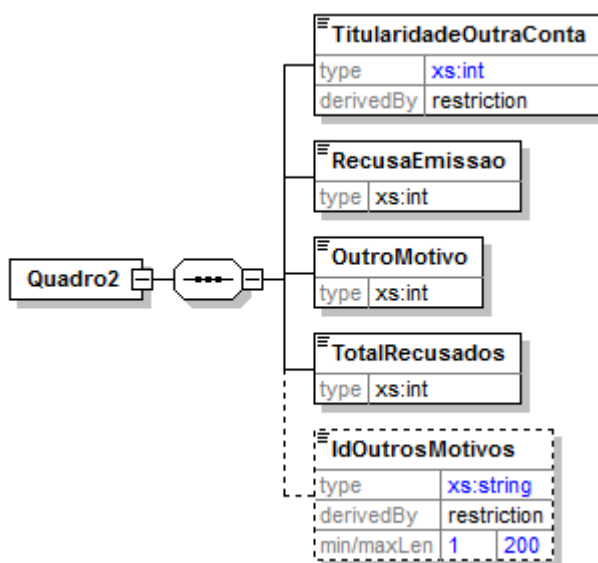 TitularidadeOutraConta
type xs:int
derivedBy restriction
RecusaEmissao
type xs:int
Quadro2
OutroMotivo
type xs:int
TotalRecusados
type xs:int
IdOutrosMotivos
type xs:string
derivedBy restriction
min/maxLen 1 200